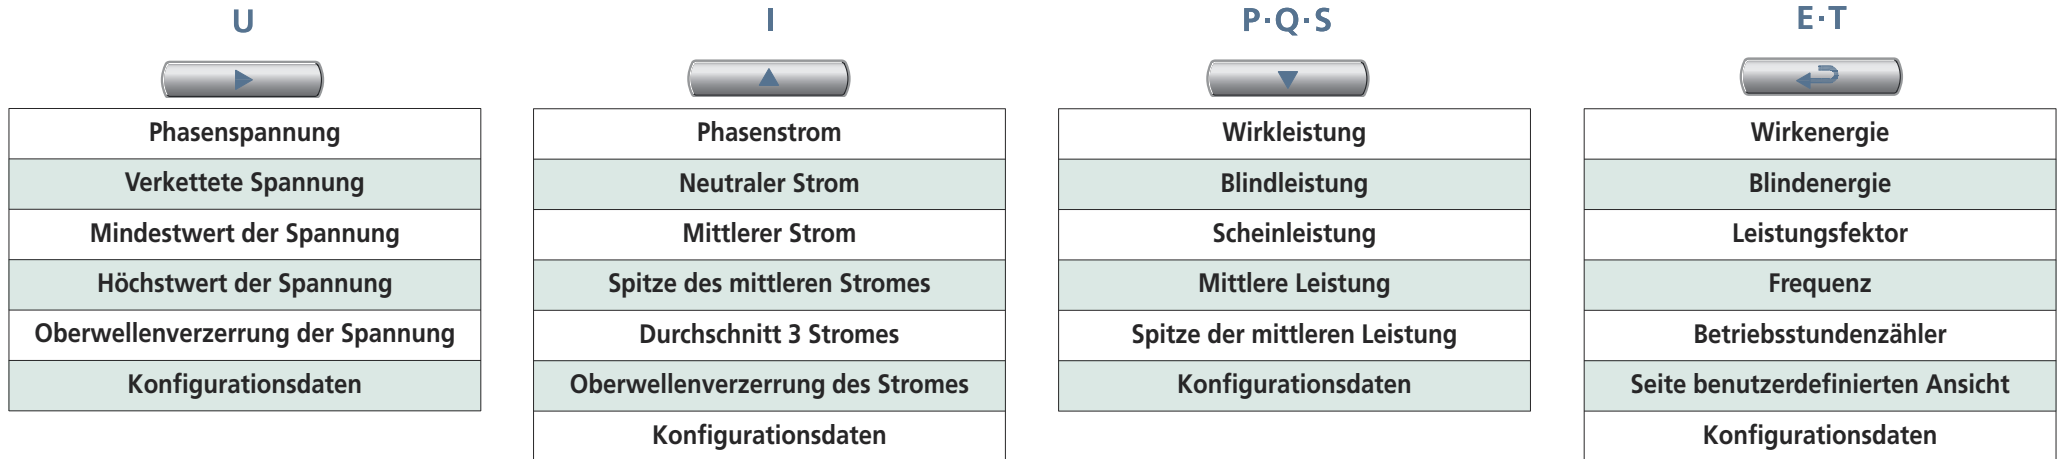 U
Phasenspannung
Verkettete Spannung
Mindestwert der Spannung
Höchstwert der Spannung
Oberwellenverzerrung der Spannung
Konfigurationsdaten
I
Phasenstrom
Neutraler Strom
Mittlerer Strom
Spitze des mittleren Stromes
Durchschnitt 3 Stromes
Oberwellenverzerrung des Stromes
Konfigurationsdaten
P·Q·S
Wirkleistung
Blindleistung
Scheinleistung
Mittlere Leistung
Spitze der mittleren Leistung
Konfigurationsdaten
E·T
Wirkenergie
Blindenergie
Leistungsfektor
Frequenz
Betriebsstundenzähler
Seite benutzerdefinierten Ansicht
Konfigurationsdaten